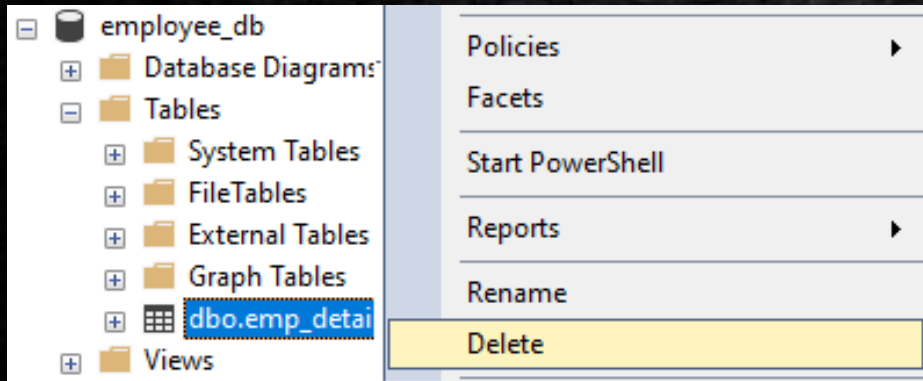 employee_db
Database Diagrams
Tables
System Tables
FileTables
External Tables
Graph Tables
dbo.emp_detai
Views
Policies
Facets
Start PowerShell
Reports
Rename
Delete